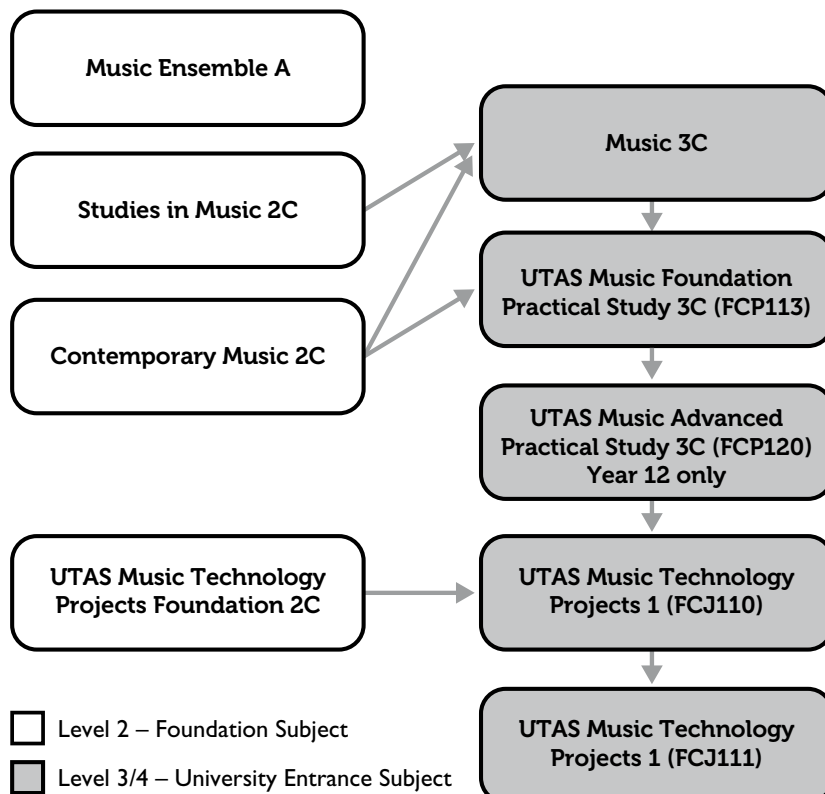 Music Ensemble A
Studies in Music 2C
Contemporary Music 2C
UTAS Music Technology
Projects Foundation 2C
Music 3C
UTAS Music Foundation
Practical Study 3C (FCP113)
UTAS Music Advanced
Practical Study 3C (FCP120)
Year 12 only
UTAS Music Technology
Projects 1 (FCJ110)
UTAS Music Technology
Projects 1 (FCJ111)
Level 2 – Foundation Subject
Level 3/4 – University Entrance Subject